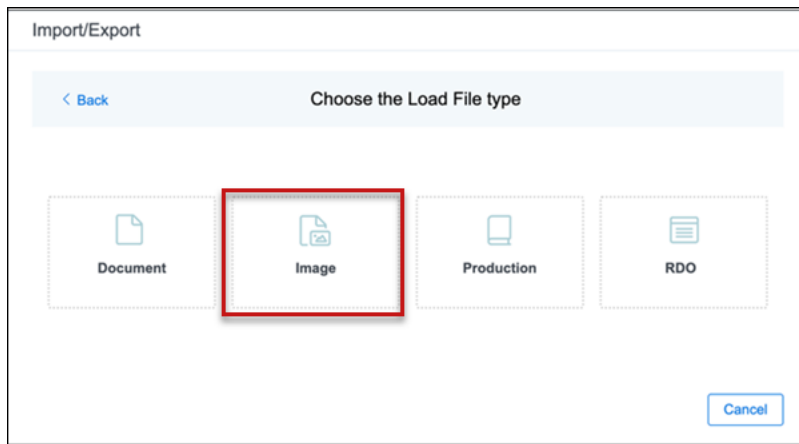 Import/Export
Back
Choose the Load File type
Document
Image
Production
RDO
Cancel